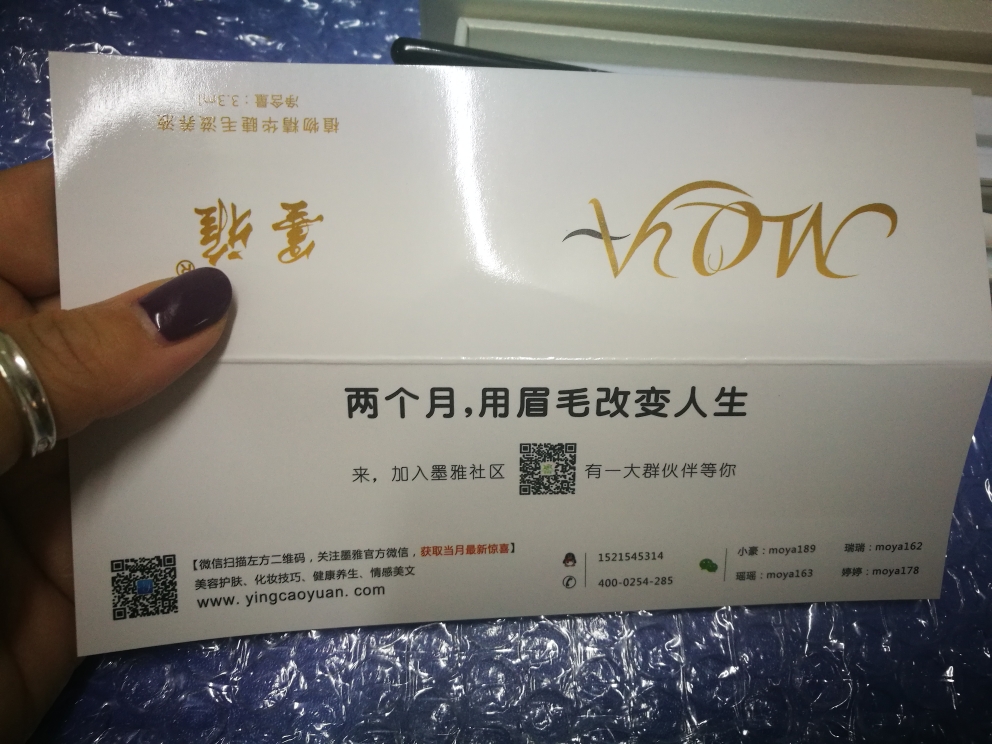 净含量：3.3ml
植物精华睫毛滋养液
墨雅®
MOYA
两个月,用眉毛改变人生
来，加入墨雅社区 有一大群伙伴等你
【微信扫描左方二维码，关注墨雅官方微信，获取当月最新惊喜】
美容护肤、化妆技巧、健康养生、情感美文
www.yingcaoyuan.com
1521545314
400-0254-285
小豪：moya189 瑞瑞：moya162
瑶瑶：moya163 婷婷：moya178